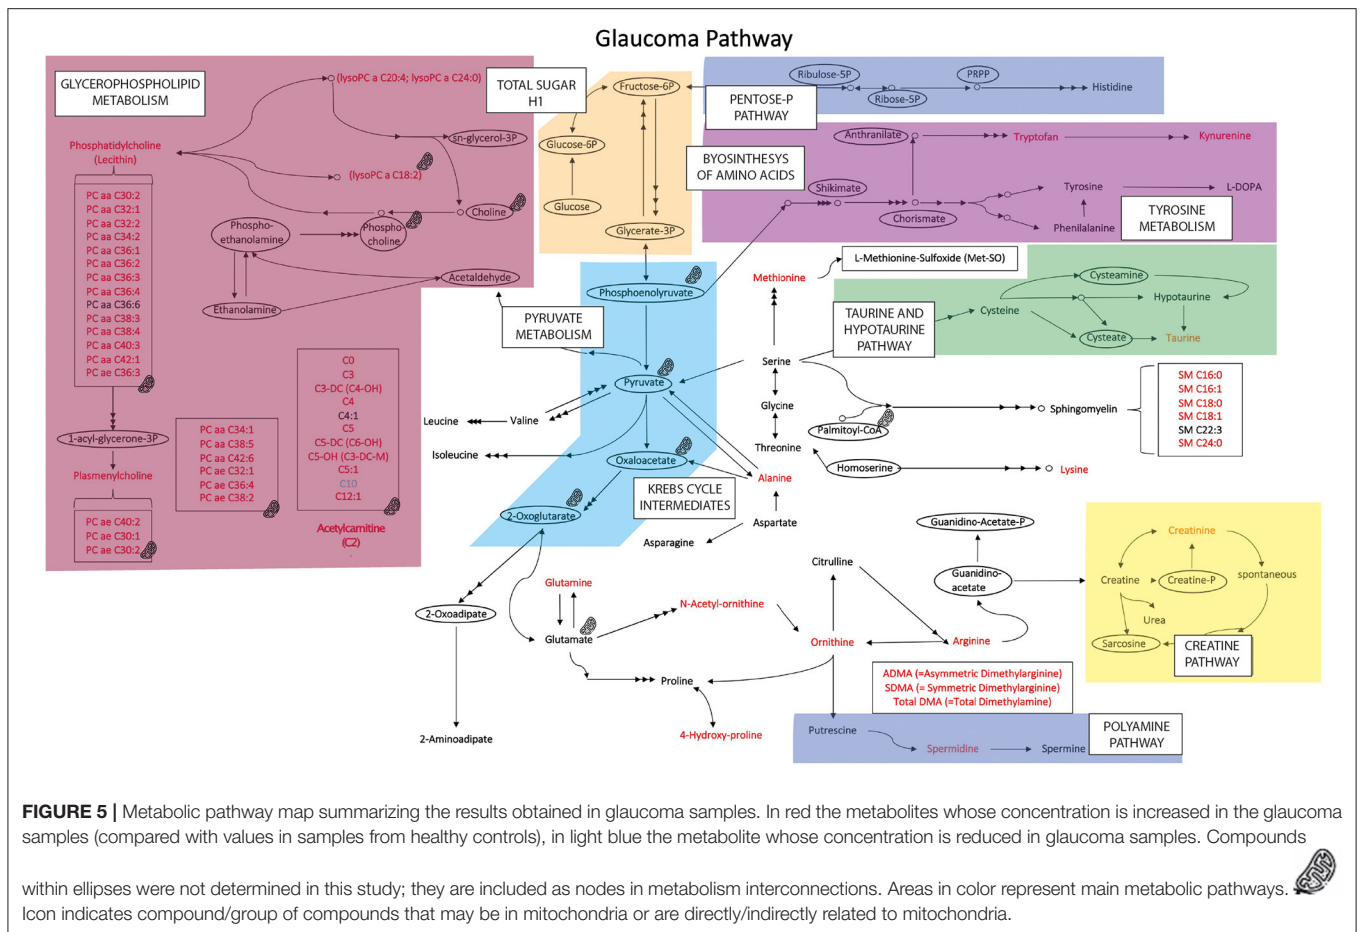 Glaucoma Pathway
GLYCEROPHOSPHOLIPID
METABOLISM
(lysoPC a C20:4; lysoPC a C24:0)
sn-glycerol-3P
Phosphatidylcholine
(Lecithin)
(lysoPC a C18:2)
PC aa C30:2
PC aa C32:1
PC aa C32:2
PC aa C34:2
PC aa C36:1
PC aa C36:2
PC aa C36:3
PC aa C36:4
PC aa C36:6
PC aa C38:3
PC aa C38:4
PC aa C40:3
PC aa C42:1
PC ae C36:3
Choline
Phospho-
choline
Phospho-
ethanolamine
Acetaldehyde
Ethanolamine
1-acyl-glycerone-3P
Plasmenylcholine
PC ae C40:2
PC ae C30:1
PC ae C30:2
PC aa C34:1
PC aa C38:5
PC aa C42:6
PC ae C32:1
PC ae C36:4
PC ae C38:2
C0
C3
C3-DC (C4-OH)
C4
C4:1
C5
C5-DC (C6-OH)
C5-OH (C3-DC-M)
C5:1
C10
C12:1
Acetylcarnitine
(C2)
TOTAL SUGAR
H1
Fructose-6P
Glucose-6P
Glucose
Glycerate-3P
PENTOSE-P
PATHWAY
Ribulose-5P
Ribose-5P
PRPP
Histidine
BYOSINTHESYS
OF AMINO ACIDS
Anthranilate
Tryptofan
Kynurenine
Shikimate
Chorismate
Tyrosine
L-DOPA
Phenilalanine
TYROSINE
METABOLISM
Phosphoenolyruvate
PYRUVATE
METABOLISM
Pyruvate
Oxaloacetate
2-Oxoglutarate
KREBS CYCLE
INTERMEDIATES
Methionine
L-Methionine-Sulfoxide (Met-SO)
TAURINE AND
HYPOTAURINE
PATHWAY
Cysteine
Cysteamine
Hypotaurine
Cysteate
Taurine
Serine
Glycine
Threonine
Palmitoyl-CoA
Sphingomyelin
SM C16:0
SM C16:1
SM C18:0
SM C18:1
SM C22:3
SM C24:0
Homoserine
Lysine
Leucine
Valine
Isoleucine
Alanine
Aspartate
Asparagine
2-Oxoadipate
2-Aminoadipate
Glutamine
Glutamate
N-Acetyl-ornithine
Proline
4-Hydroxy-proline
Citrulline
Ornithine
Arginine
Guanidino-Acetate-P
Guanidino-
acetate
Creatinine
Creatine
Creatine-P
spontaneous
Urea
Sarcosine
CREATINE
PATHWAY
ADMA (=Asymmetric Dimethylarginine)
SDMA (= Symmetric Dimethylarginine)
Total DMA (=Total Dimethylamine)
Putrescine
Spermidine
Spermine
POLYAMINE
PATHWAY
FIGURE 5 | Metabolic pathway map summarizing the results obtained in glaucoma samples. In red the metabolites whose concentration is increased in the glaucoma
samples (compared with values in samples from healthy controls), in light blue the metabolite whose concentration is reduced in glaucoma samples. Compounds
within ellipses were not determined in this study; they are included as nodes in metabolism interconnections. Areas in color represent main metabolic pathways.
Icon indicates compound/group of compounds that may be in mitochondria or are directly/indirectly related to mitochondria.